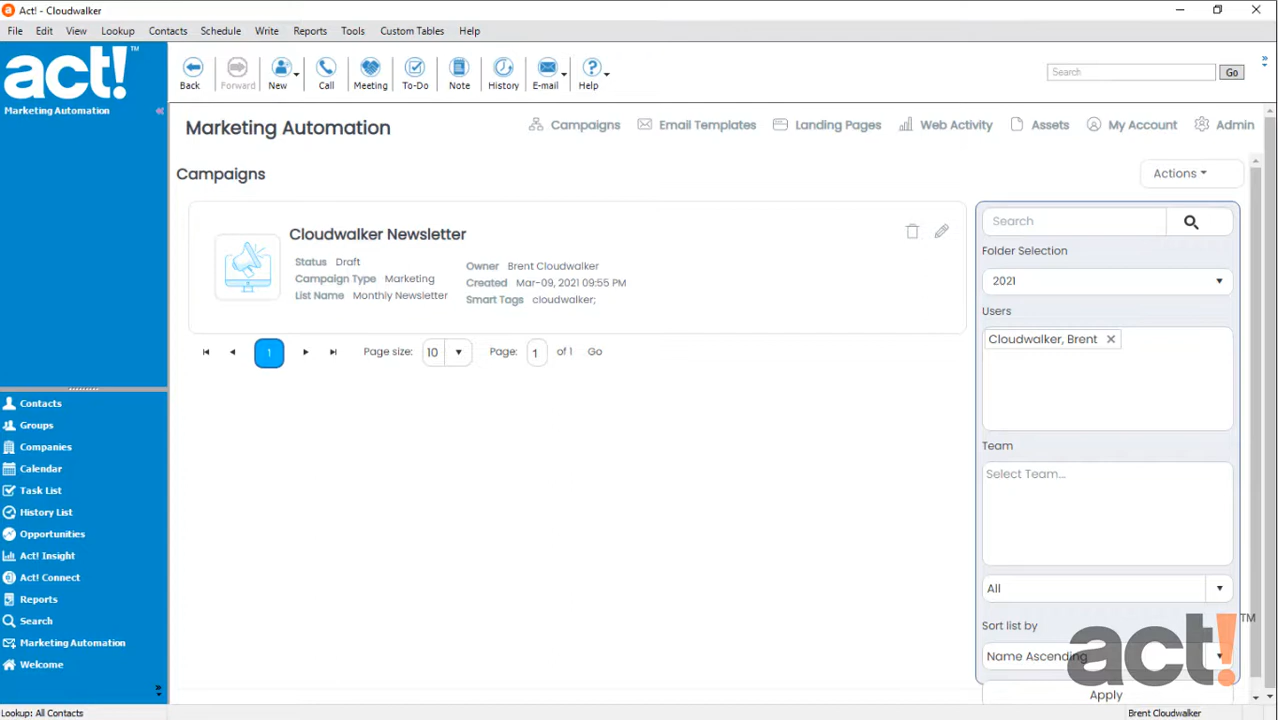 Act! - Cloudwalker
File Edit View Lookup Contacts Schedule Write Reports Tools Custom Tables Help
act!™
Marketing Automation
Back Forward New Call Meeting To-Do Note History E-mail Help
Search Go
Marketing Automation
Campaigns Email Templates Landing Pages Web Activity Assets My Account Admin
Campaigns
Actions
Cloudwalker Newsletter
Status Draft
Campaign Type Marketing
List Name Monthly Newsletter
Owner Brent Cloudwalker
Created Mar-09, 2021 09:55 PM
Smart Tags cloudwalker;
1 Page size: 10 Page: 1 of 1 Go
Search
Folder Selection
2021
Users
Cloudwalker, Brent
Team
Select Team...
All
Sort list by
Name Ascending
Apply
act!™
Contacts
Groups
Companies
Calendar
Task List
History List
Opportunities
Act! Insight
Act! Connect
Reports
Search
Marketing Automation
Welcome
Lookup: All Contacts
Brent Cloudwalker